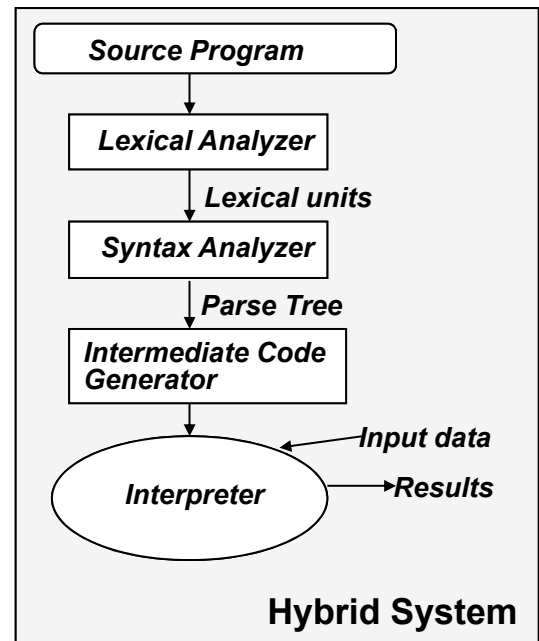 Source Program
Lexical Analyzer
Lexical units
Syntax Analyzer
Parse Tree
Intermediate Code
Generator
Input data
Interpreter
Results
Hybrid System